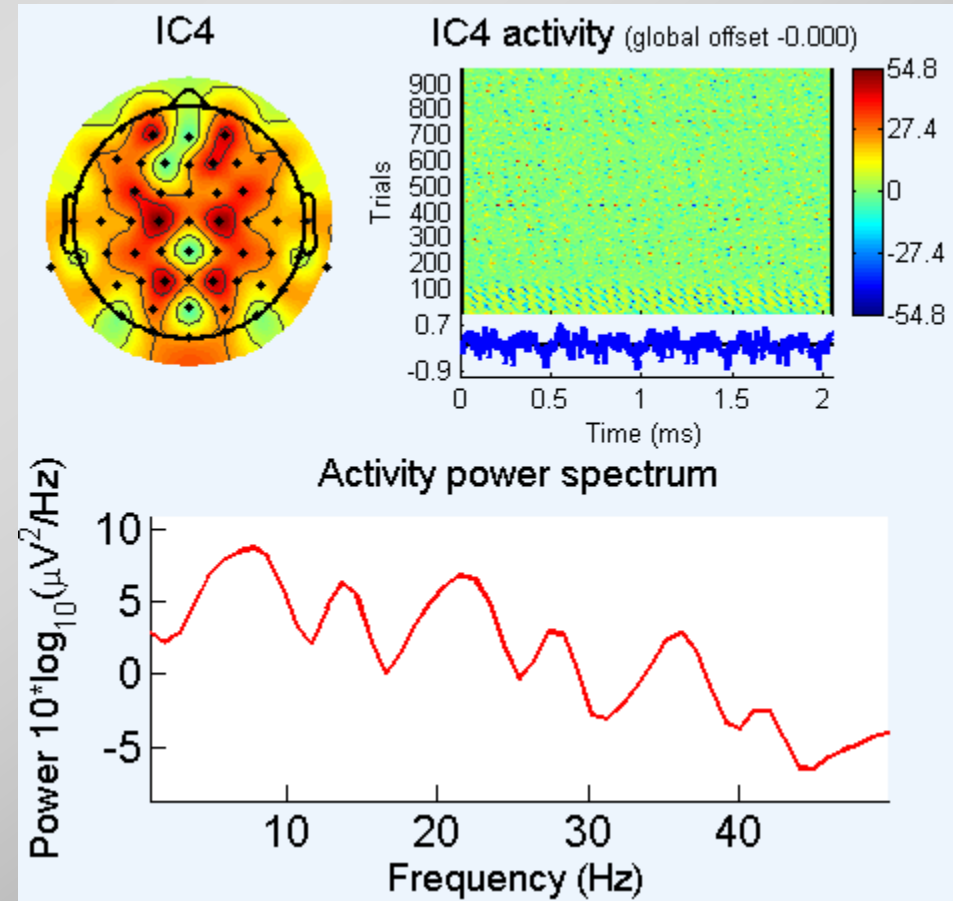 IC4
IC4 activity (global offset -0.000)
Trials
900
800
700
600
500
400
300
200
100
0.7
-0.9
54.8
27.4
0
-27.4
-54.8
0 0.5 1 1.5 2
Time (ms)
Activity power spectrum
Power 10*log₁₀(μV²/Hz)
10
5
0
-5
10 20 30 40
Frequency (Hz)